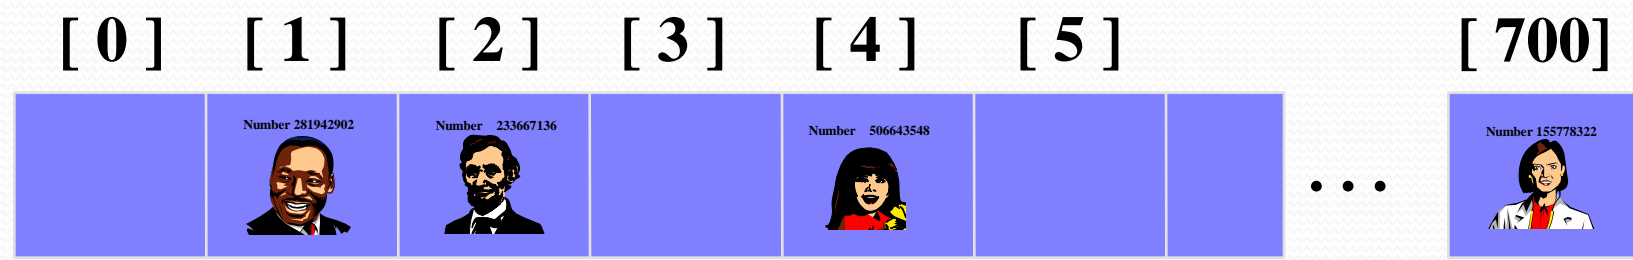 [ 0 ] [ 1 ] [ 2 ] [ 3 ] [ 4 ] [ 5 ] [ 700]
Number 281942902
Number 233667136
Number 506643548
Number 155778322
...